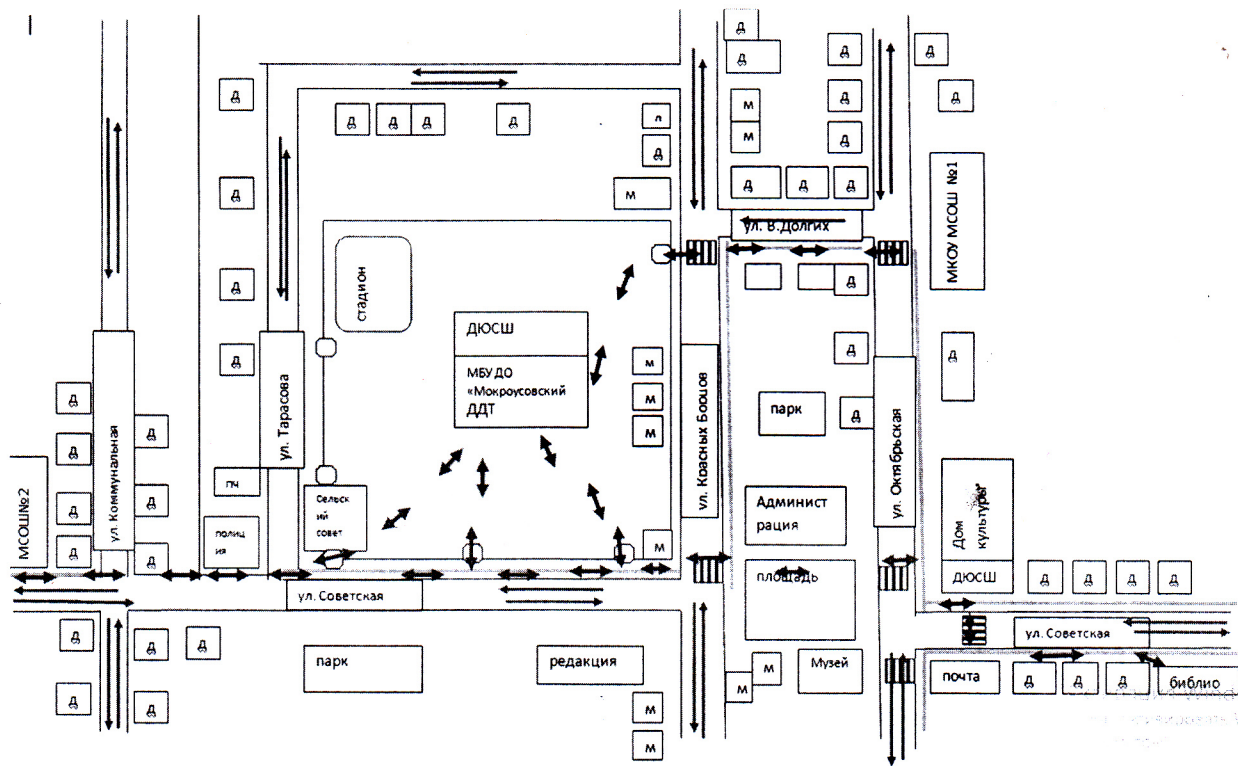 Д
Д
Д
Д
Д
Д
Д
Д
Д
Д
Д
Д
м
м
Д
Д
п
Д
Д
Д
Д
Д
м
МКОУ МСОШ №1
ул. В.Долгих
стадион
Д
Д
ДЮСШ
МБУДО
«Мокроусовский
ДДТ
м
м
м
Д
Д
Д
Д
Д
парк
Д
ул. Коммунальная
ул. Тарасова
ул. Красных Борцов
ул. Октябрьская
Д
Д
МСОШ№2
пч
Сельск
ий
совет
Админист
рация
Дом
культуры
Д
Д
Д
полиц
ия
Д
м
площадь
ДЮСШ
Д
Д
Д
Д
ул. Советская
ул. Советская
Д
Д
Д
парк
редакция
м
м
Музей
почта
Д
Д
Д
библио
Д
Д
м
м